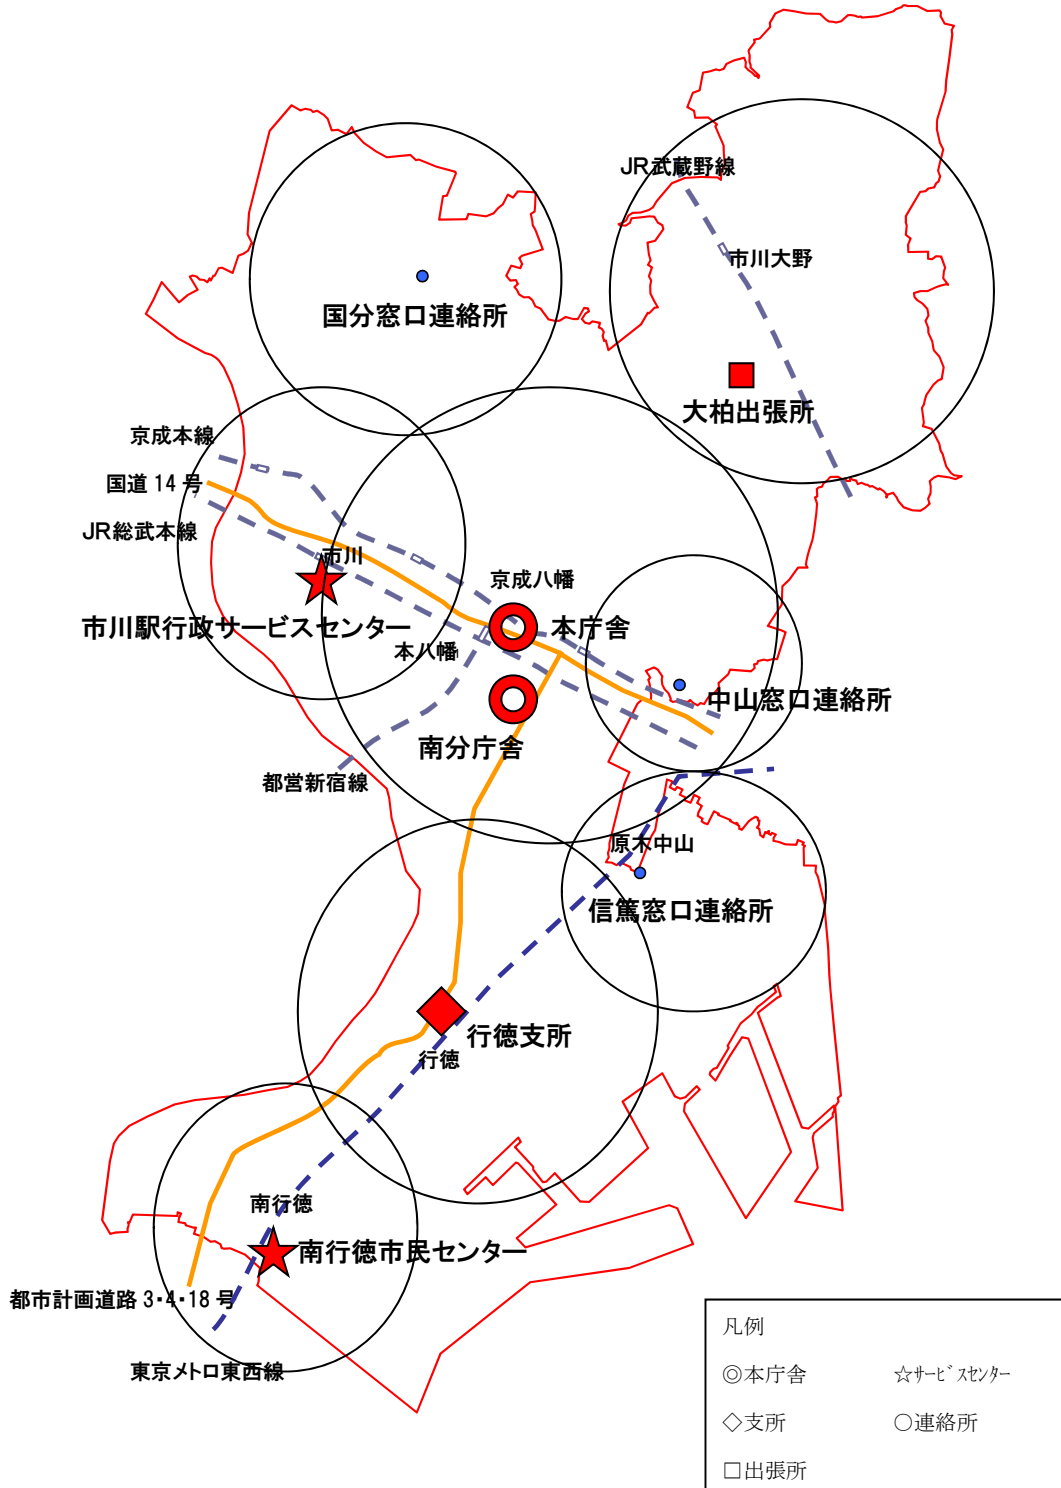 JR武蔵野線
市川大野
国分窓口連絡所
大柏出張所
京成本線
国道 14 号
JR総武本線
市川
京成八幡
市川駅行政サービスセンター
本庁舎
本八幡
中山窓口連絡所
南分庁舎
都営新宿線
原木中山
信篤窓口連絡所
行徳支所
行徳
南行徳
南行徳市民センター
都市計画道路 3・4・18 号
東京メトロ東西線
凡例
◎本庁舎 ☆ｻｰﾋﾞｽｾﾝﾀｰ
◇支所 ○連絡所
□出張所